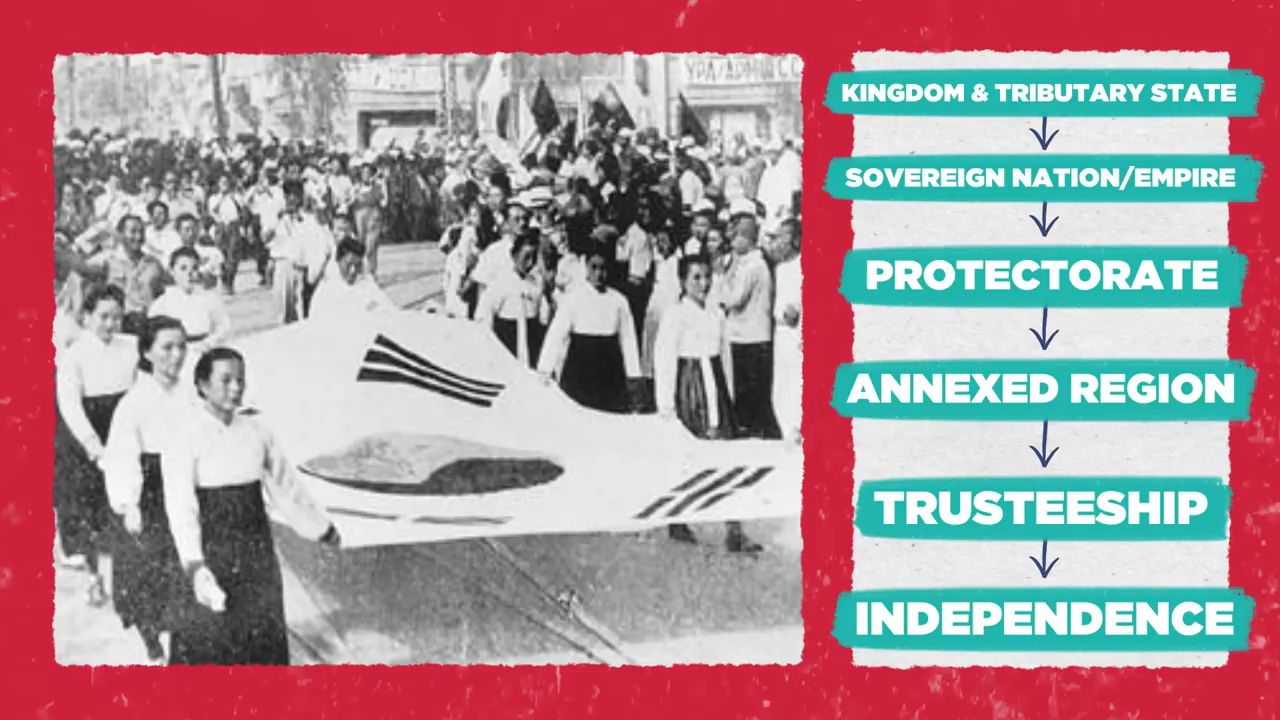 KINGDOM & TRIBUTARY STATE
SOVEREIGN NATION/EMPIRE
PROTECTORATE
ANNEXED REGION
TRUSTEESHIP
INDEPENDENCE